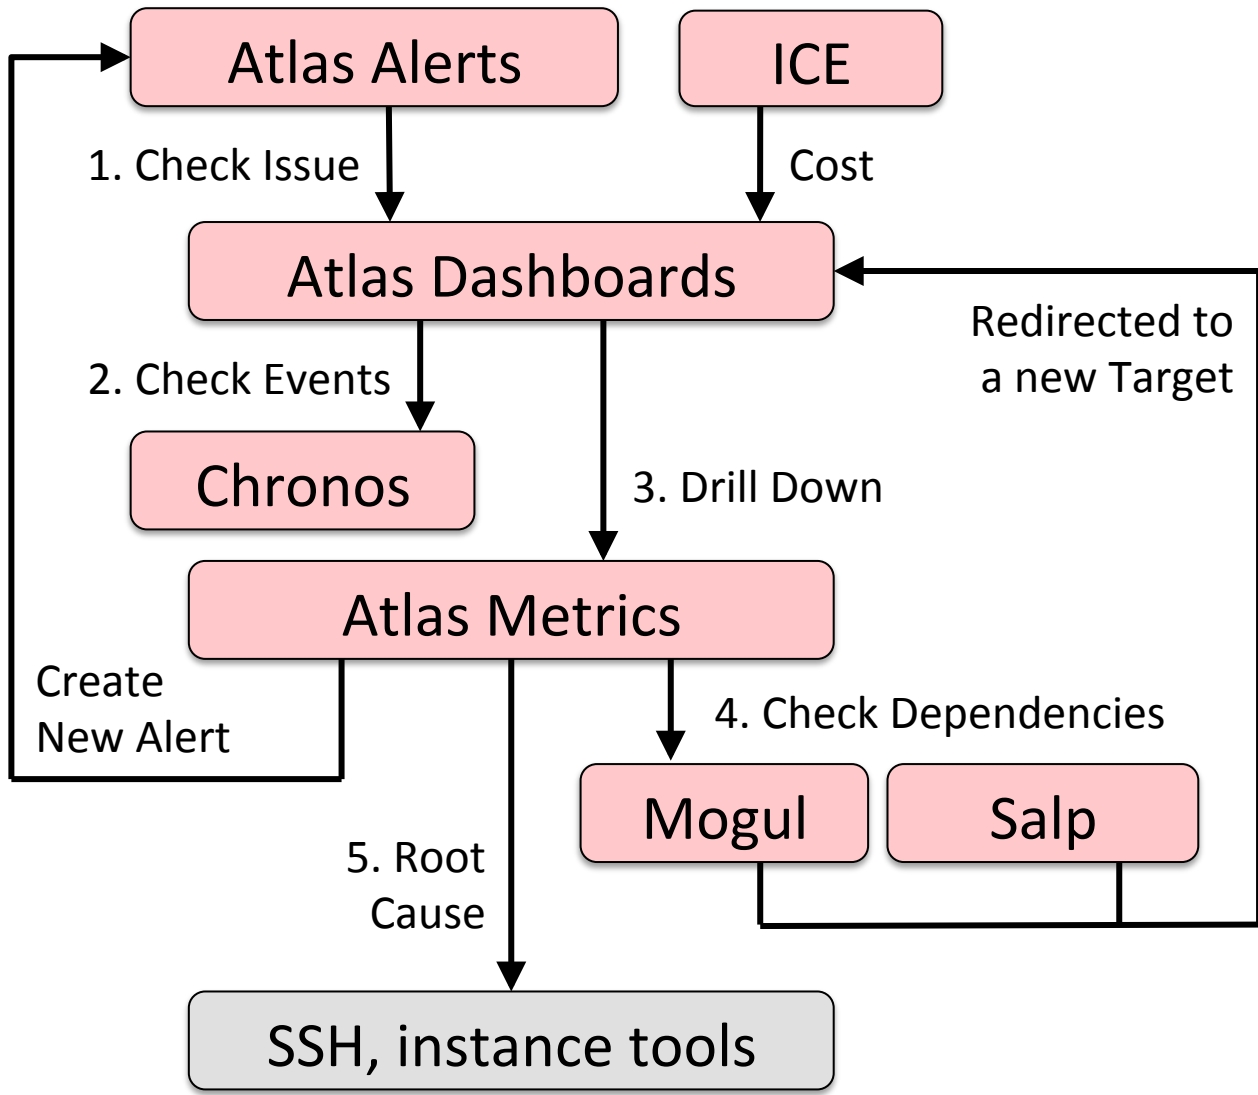 Atlas Alerts
ICE
1. Check Issue
Cost
Atlas Dashboards
Redirected to
a new Target
2. Check Events
Chronos
3. Drill Down
Atlas Metrics
Create
New Alert
4. Check Dependencies
Mogul
Salp
5. Root
Cause
SSH, instance tools